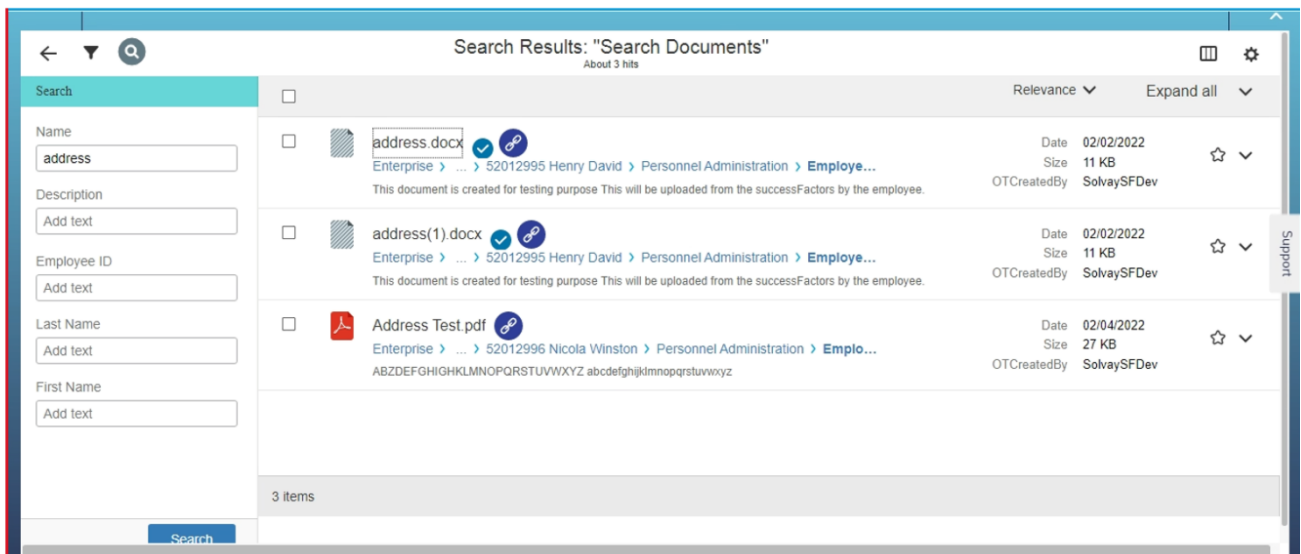 Search Results: "Search Documents"
About 3 hits
Search
Name
address
Description
Add text
Employee ID
Add text
Last Name
Add text
First Name
Add text
Search
Relevance
Expand all
address.docx
Enterprise > ... > 52012995 Henry David > Personnel Administration > Employe...
This document is created for testing purpose This will be uploaded from the successFactors by the employee.
Date 02/02/2022
Size 11 KB
OTCreatedBy SolvaySFDev
address(1).docx
Enterprise > ... > 52012995 Henry David > Personnel Administration > Employe...
This document is created for testing purpose This will be uploaded from the successFactors by the employee.
Date 02/02/2022
Size 11 KB
OTCreatedBy SolvaySFDev
Address Test.pdf
Enterprise > ... > 52012996 Nicola Winston > Personnel Administration > Emplo...
ABZDEFGHIGHKLMNOPQRSTUVWXYZ abcdefghijklmnopqrstuvwxyz
Date 02/04/2022
Size 27 KB
OTCreatedBy SolvaySFDev
3 items
Support